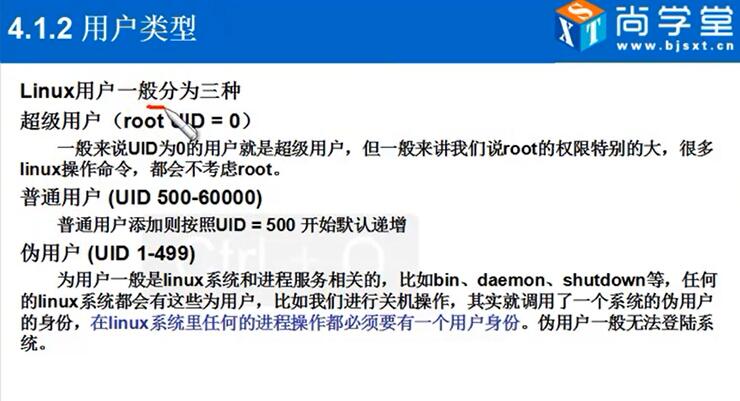 4.1.2 用户类型
SXT
尚学堂
www.bjsxt.cn
Linux用户一般分为三种
超级用户（root UID = 0）
一般来说UID为0的用户就是超级用户，但一般来讲我们说root的权限特别的大，很多
linux操作命令，都会不考虑root。
普通用户 (UID 500-60000)
普通用户添加则按照UID = 500 开始默认递增
Ctrl + Q
伪用户 (UID 1-499)
为用户一般是linux系统和进程服务相关的，比如bin、daemon、shutdown等，任何
的linux系统都会有这些为用户，比如我们进行关机操作，其实就调用了一个系统的伪用户
的身份，在linux系统里任何的进程操作都必须要有一个用户身份。伪用户一般无法登陆系
统。